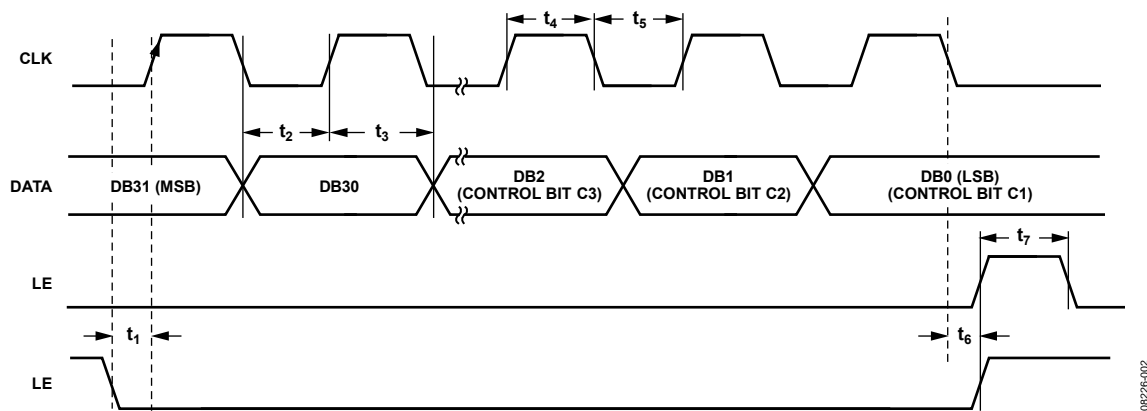 t4
t5
CLK
t2
t3
DATA
DB31 (MSB)
DB30
DB2
(CONTROL BIT C3)
DB1
(CONTROL BIT C2)
DB0 (LSB)
(CONTROL BIT C1)
t7
LE
t1
t6
LE
08226-002